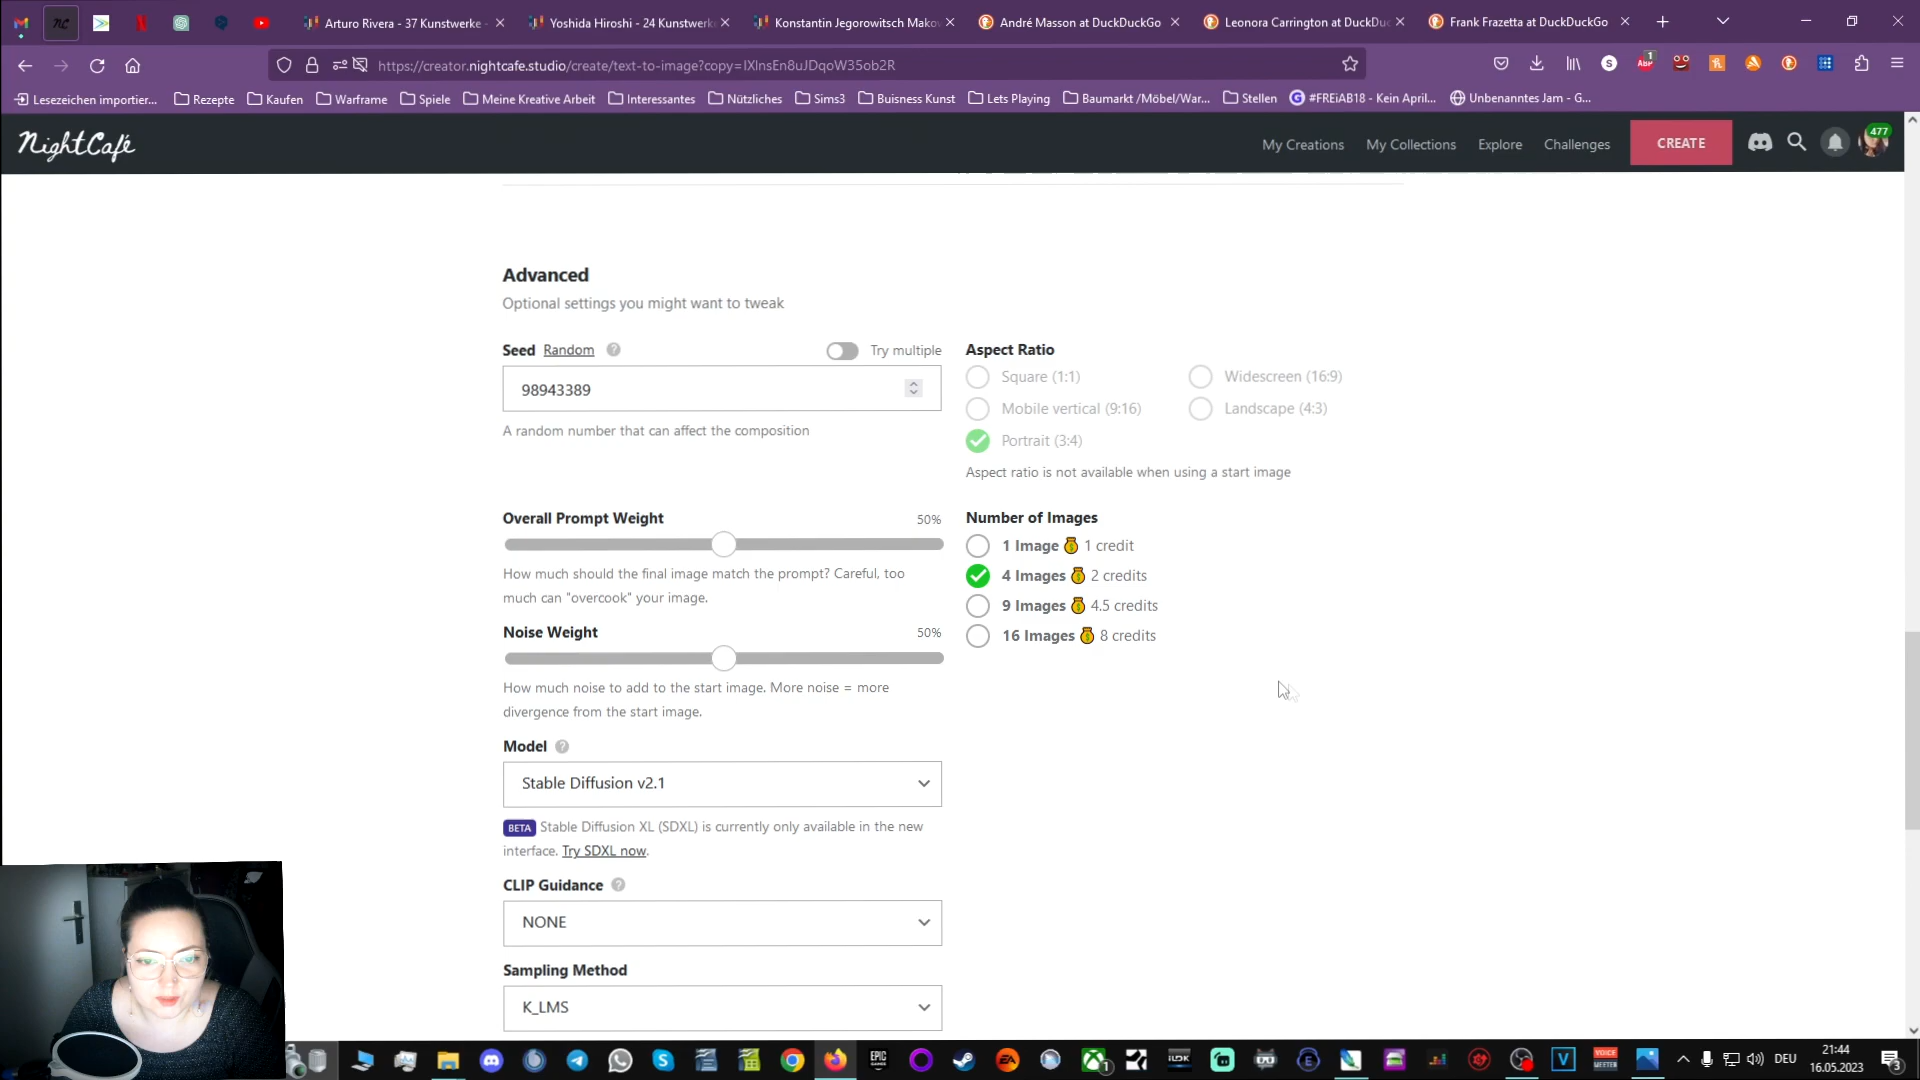 Arturo Rivera - 37 Kunstwerke -
Yoshida Hiroshi - 24 Kunstwerk
Konstantin Jegorowitsch Makov
André Masson at DuckDuckGo
Leonora Carrington at DuckDuc
Frank Frazetta at DuckDuckGo
https://creator.nightcafe.studio/create/text-to-image?copy=IXlnsEn8uJDqoW35ob2R
Lesezeichen importier...
Rezepte
Kaufen
Warframe
Spiele
Meine Kreative Arbeit
Interessantes
Nützliches
Sims3
Buisness Kunst
Lets Playing
Baumarkt /Möbel/War...
Stellen
#FREiAB18 - Kein April...
Unbenanntes Jam - G...
NightCafé
My Creations
My Collections
Explore
Challenges
CREATE
477
Advanced
Optional settings you might want to tweak
Seed Random
Try multiple
98943389
A random number that can affect the composition
Aspect Ratio
Square (1:1)
Widescreen (16:9)
Mobile vertical (9:16)
Landscape (4:3)
Portrait (3:4)
Aspect ratio is not available when using a start image
Overall Prompt Weight
50%
How much should the final image match the prompt? Careful, too
much can "overcook" your image.
Number of Images
1 Image 1 credit
4 Images 2 credits
9 Images 4.5 credits
16 Images 8 credits
Noise Weight
50%
How much noise to add to the start image. More noise = more
divergence from the start image.
Model
Stable Diffusion v2.1
BETA Stable Diffusion XL (SDXL) is currently only available in the new
interface. Try SDXL now.
CLIP Guidance
NONE
Sampling Method
K_LMS
DEU
21:44
16.05.2023